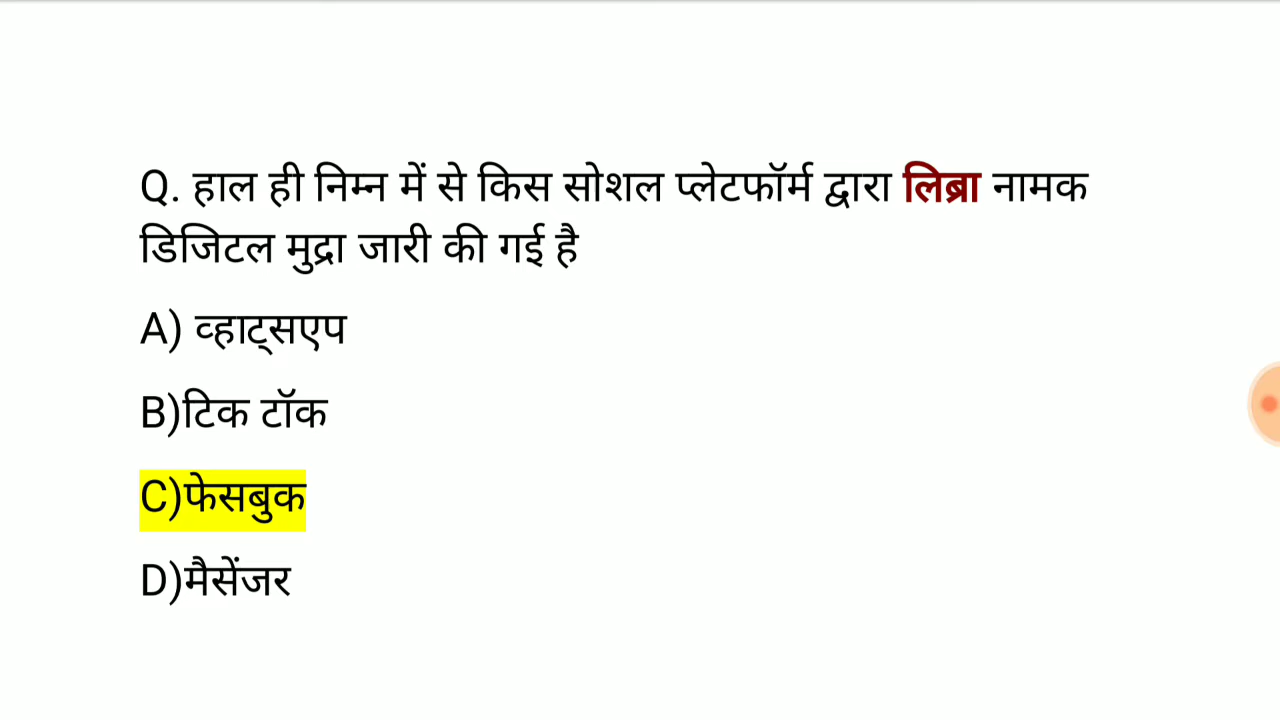 Q. हाल ही निम्न में से किस सोशल प्लेटफॉर्म द्वारा लिब्रा नामक
डिजिटल मुद्रा जारी की गई है
A) व्हाट्सएप
B)टिक टॉक
C)फेसबुक
D)मैसेंजर